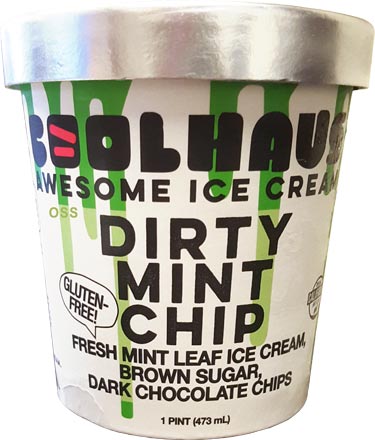 COOLHAUS
AWESOME ICE CREAM
OSS
DIRTY
MINT
CHIP
GLUTEN-
FREE!
FRESH MINT LEAF ICE CREAM,
BROWN SUGAR,
DARK CHOCOLATE CHIPS
1 PINT (473 mL)